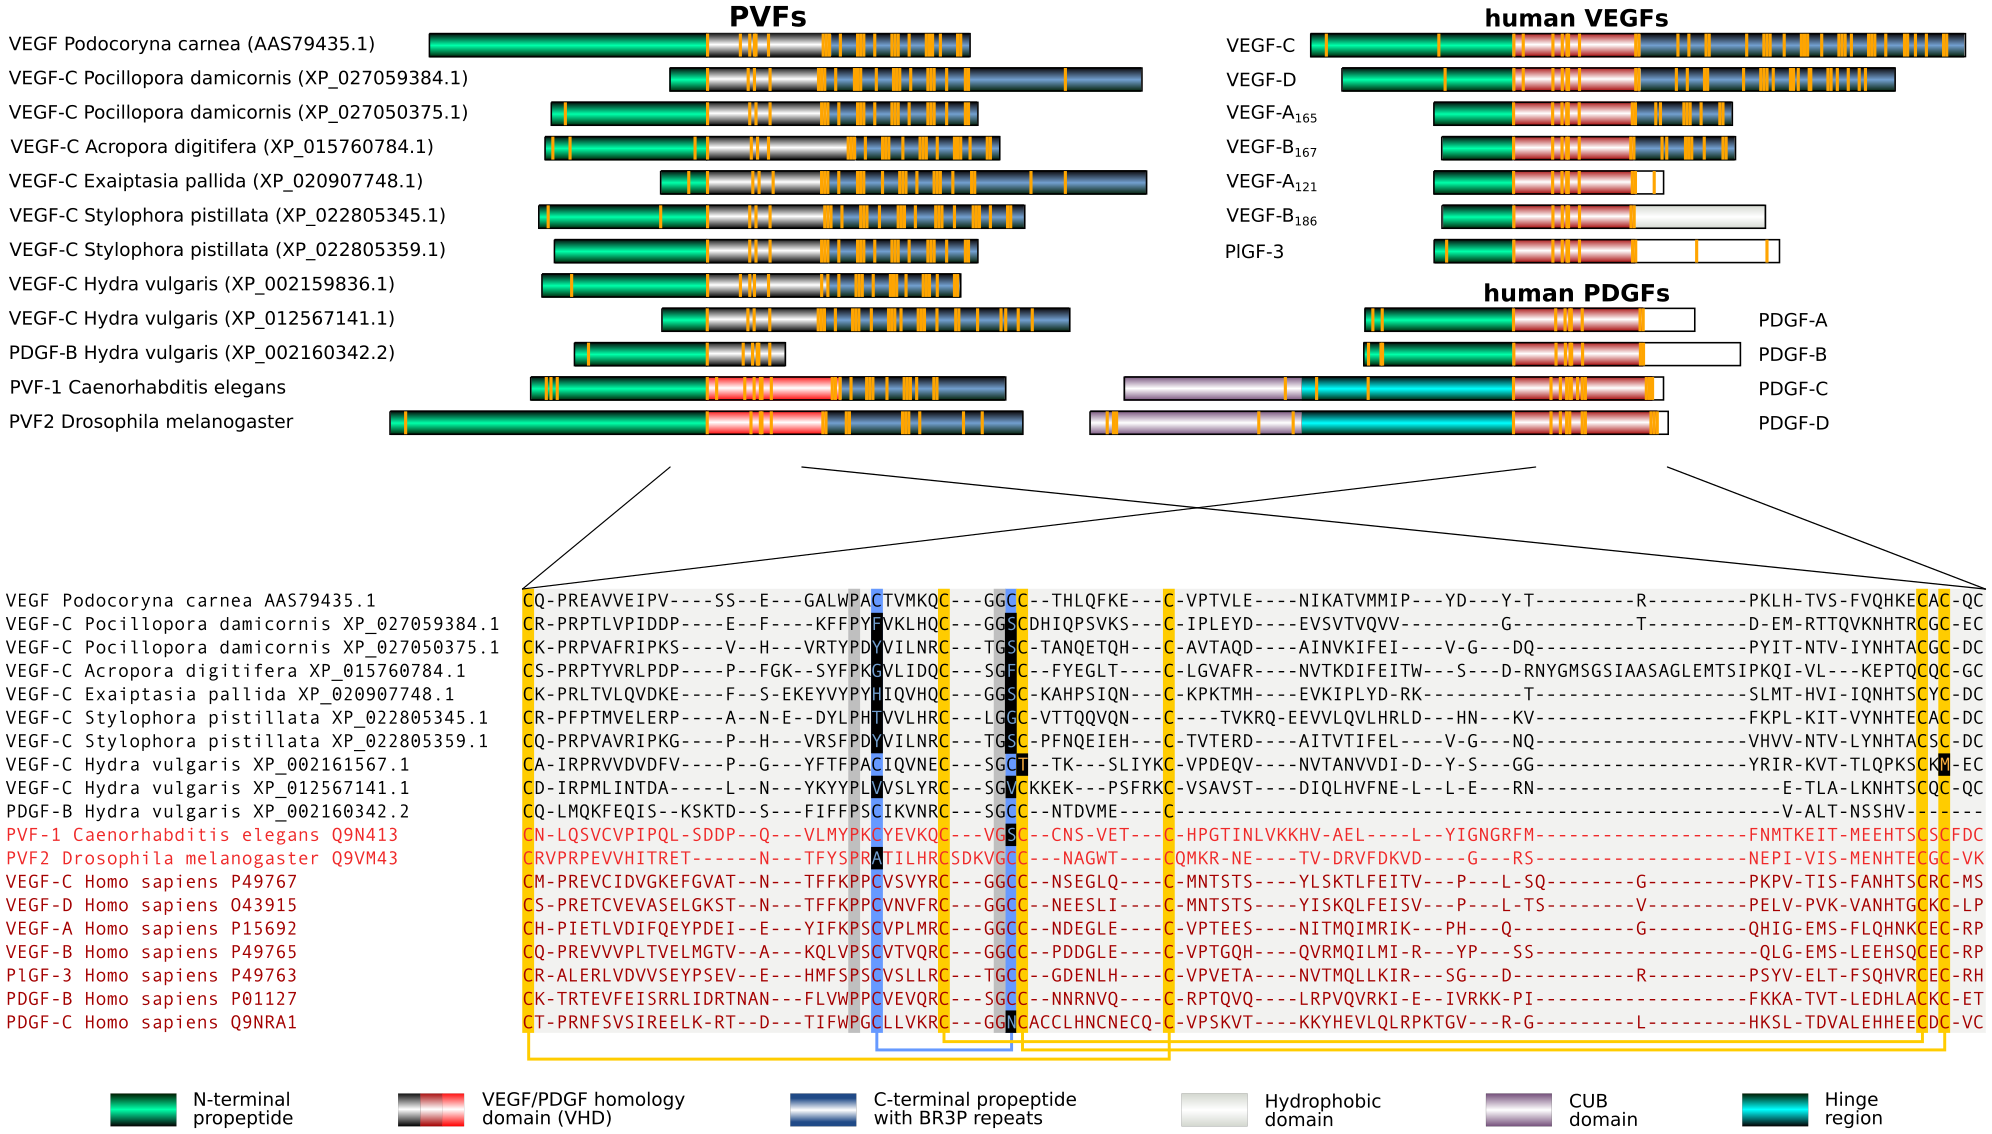 PVFs
VEGF Podocoryna carnea (AAS79435.1)
VEGF-C Pocillopora damicornis (XP_027059384.1)
VEGF-C Pocillopora damicornis (XP_027050375.1)
VEGF-C Acropora digitifera (XP_015760784.1)
VEGF-C Exaiptasia pallida (XP_020907748.1)
VEGF-C Stylophora pistillata (XP_022805345.1)
VEGF-C Stylophora pistillata (XP_022805359.1)
VEGF-C Hydra vulgaris (XP_002159836.1)
VEGF-C Hydra vulgaris (XP_012567141.1)
PDGF-B Hydra vulgaris (XP_002160342.2)
PVF-1 Caenorhabditis elegans
PVF2 Drosophila melanogaster
human VEGFs
VEGF-C
VEGF-D
VEGF-A165
VEGF-B167
VEGF-A121
VEGF-B186
PlGF-3
human PDGFs
PDGF-A
PDGF-B
PDGF-C
PDGF-D
VEGF Podocoryna carnea AAS79435.1 CQ-PREAVVEIPV----SS--E---GALWPACTVMKQC---GGCC--THLQFKE---C-VPTVLE----NIKATVMMIP---YD---Y-T---------R---------PKLH-TVS-FVQHKECAC-QC
VEGF-C Pocillopora damicornis XP_027059384.1 CR-PRPTLVPIDDP----E--F----KFFPYFVKLHQC---GGSCDHIQPSVKS---C-IPLEYD----EVSVTVQVV---------G-----------T---------D-EM-RTTQVKNHTRCGC-EC
VEGF-C Pocillopora damicornis XP_027050375.1 CK-PRPVAFRIPKS----V--H---VRTYPDYVILNRC---TGSC-TANQETQH---C-AVTAQD----AINVKIFEI----V-G---DQ-------------------PYIT-NTV-IYNHTACGC-DC
VEGF-C Acropora digitifera XP_015760784.1 CS-PRPTYVRLPDP----P--FGK--SYFPKGVLIDQC---SGFC--FYEGLT----C-LGVAFR----NVTKDIFEITW---S---D-RNYGMSGSIAASAGLEMTSIPKQI-VL---KEPTQCQC-GC
VEGF-C Exaiptasia pallida XP_020907748.1 CK-PRLTVLQVDKE----F--S-EKEYVYPYHIQVHQC---GGSC-KAHPSIQN---C-KPKTMH----EVKIPLYD-RK---------T-------------------SLMT-HVI-IQNHTSCYC-DC
VEGF-C Stylophora pistillata XP_022805345.1 CR-PFPTMVELERP----A--N-E--DYLPHTVVLHRC---LGGC-VTTQQVQN---C----TVKRQ-EEVVLQVLHRLD---HN---KV-------------------FKPL-KIT-VYNHTECAC-DC
VEGF-C Stylophora pistillata XP_022805359.1 CQ-PRPVAVRIPKG----P--H---VRSFPDYVILNRC---TGSC-PFNQEIEH---C-TVTERD----AITVTIFEL----V-G---NQ-------------------VHVV-NTV-LYNHTACSC-DC
VEGF-C Hydra vulgaris XP_002161567.1 CA-IRPRVVDVDFV----P--G---YFTFPACIQVNEC---SGCT--TK---SLIYKC-VPDEQV----NVTANVVDI-D--Y-S---GG-------------------YRIR-KVT-TLQPKSCKM-EC
VEGF-C Hydra vulgaris XP_012567141.1 CD-IRPMLINTDA-----L--N---YKYYPLVVSLYRC---SGVCKKEK---PSFRKC-VSAVST----DIQLHVFNE-L--L-E---RN----------------------E-TLA-LKNHTSCQC-QC
PDGF-B Hydra vulgaris XP_002160342.2 CQ-LMQKFEQIS--KSKTD--S---FIFFPSCIKVNRC---SGCC--NTDVME----C------------------------------------------------------V-ALT-NSSHV-------
PVF-1 Caenorhabditis elegans Q9N413 CN-LQSVCVPIPQL-SDDP--Q---VLMYPKCYEVKQC---VGSC--CNS-VET---C-HPGTINLVKKHV-AEL----L--YIGNGRFM-------------------FNMTKEIT-MEEHTSCSCFDC
PVF2 Drosophila melanogaster Q9VM43 CRVPRPEVVHITRET------N---TFYSPRATILHRCSDKVGCC---NAGWT----CQMKR-NE----TV-DRVFDKVD----G---RS-------------------NEPI-VIS-MENHTECGC-VK
VEGF-C Homo sapiens P49767 CM-PREVCIDVGKEFGVAT--N---TFFKPPCVSVYRC---GGCC--NSEGLQ----C-MNTSTS----YLSKTLFEITV---P---L-SQ--------G---------PKPV-TIS-FANHTSCRC-MS
VEGF-D Homo sapiens O43915 CS-PRETCVEVASELGKST--N---TFFKPPCVNVFRC---GGCC--NEESLI----C-MNTSTS----YISKQLFEISV---P---L-TS--------V---------PELV-PVK-VANHTGCKC-LP
VEGF-A Homo sapiens P15692 CH-PIETLVDIFQEYPDEI--E---YIFKPSCVPLMRC---GGCC--NDEGLE----C-VPTEES----NITMQIMRIK---PH---Q-----------G---------QHIG-EMS-FLQHNKCEC-RP
VEGF-B Homo sapiens P49765 CQ-PREVVVPLTVELMGTV--A---KQLVPSCVTVQRC---GGCC--PDDGLE----C-VPTGQH----QVRMQILMI-R---YP---SS--------------------QLG-EMS-LEEHSQCEC-RP
PlGF-3 Homo sapiens P49763 CR-ALERLVDVVSEYPSEV--E---HMFSPSCVSLLRC---TGCC--GDENLH----C-VPVETA----NVTMQLLKIR---SG---D-----------R---------PSYV-ELT-FSQHVRCEC-RH
PDGF-B Homo sapiens P01127 CK-TRTEVFEISRRLIDRTNAN---FLVWPPCVEVQRC---SGCC--NNRNVQ----C-RPTQVQ----LRPVQVRKI-E--IVRKK-PI-------------------FKKA-TVT-LEDHLACKC-ET
PDGF-C Homo sapiens Q9NRA1 CT-PRNFSVSIREELK-RT--D---TIFWPGCLLVKRC---GGNCACCLHNCNECQ-C-VPSKVT----KKYHEVLQLRPKTGV---R-G---------L---------HKSL-TDVALEHHEECDC-VC
N-terminal
propeptide
VEGF/PDGF homology
domain (VHD)
C-terminal propeptide
with BR3P repeats
Hydrophobic
domain
CUB
domain
Hinge
region